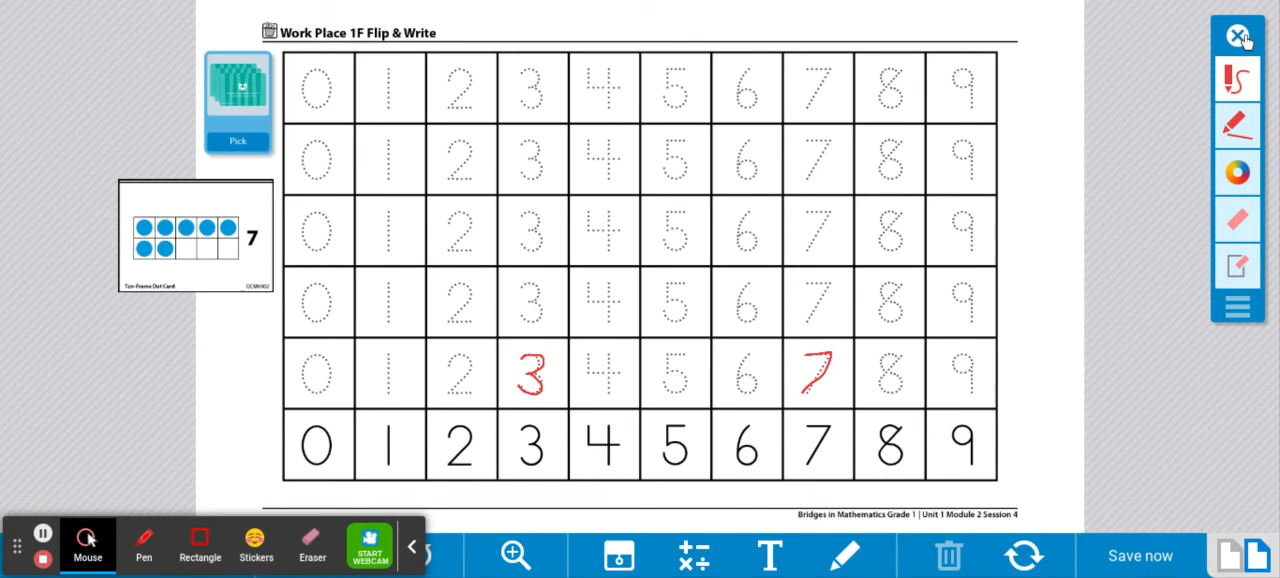 Work Place 1F Flip & Write
Pick
0 1 2 3 4 5 6 7 8 9
0 1 2 3 4 5 6 7 8 9
7
Ten-Frame Dot Card
0 1 2 3 4 5 6 7 8 9
0 1 2 3 4 5 6 7 8 9
0 1 2 3 4 5 6 7 8 9
0 1 2 3 4 5 6 7 8 9
Bridges in Mathematics Grade 1 | Unit 1 Module 2 Session 4
Mouse Pen Rectangle Stickers Eraser START WEBCAM
T
Save now